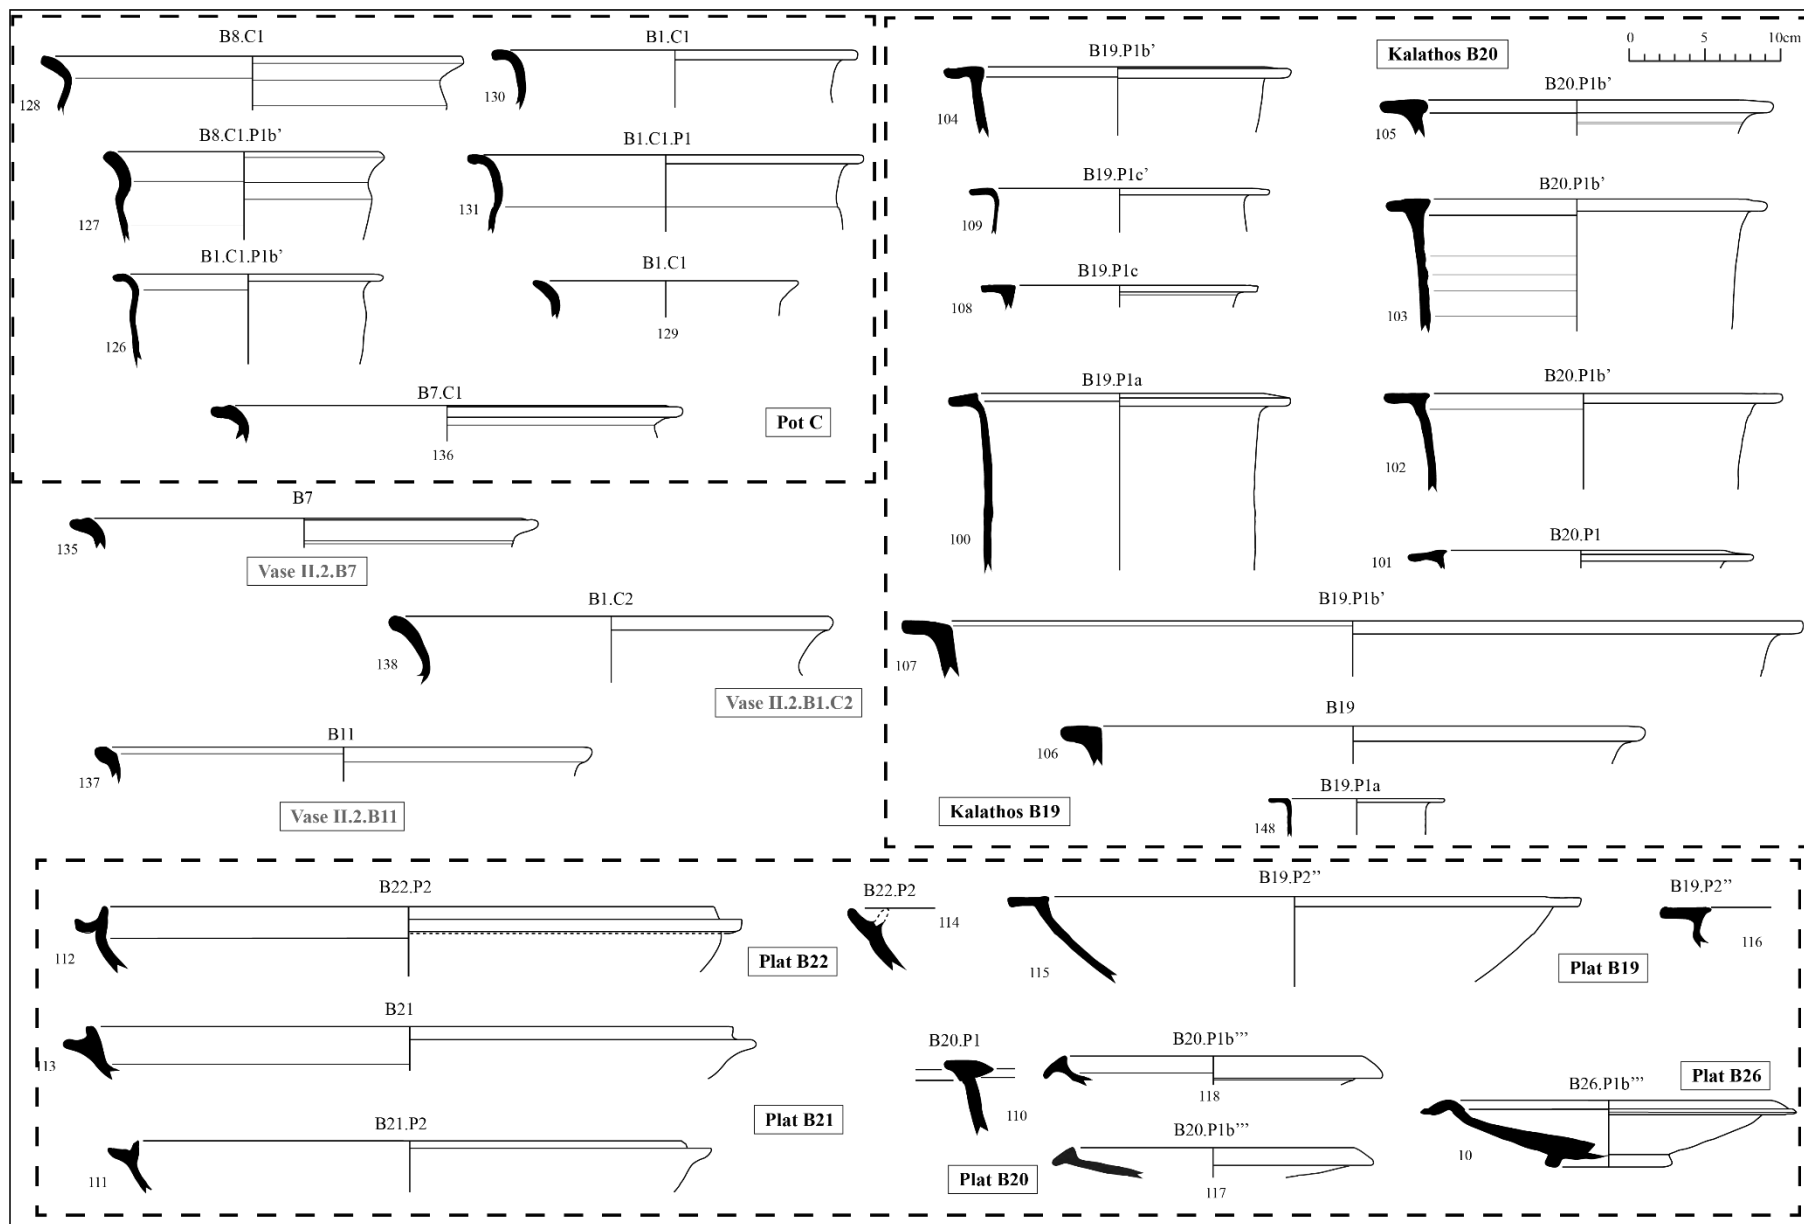 B8.C1
128
B1.C1
130
B8.C1.P1b’
127
B1.C1.P1
131
B1.C1.P1b’
126
B1.C1
129
B7.C1
136
Pot C
B7
135
Vase II.2.B7
B1.C2
138
Vase II.2.B1.C2
B11
137
Vase II.2.B11
B19.P1b’
104
Kalathos B20
0 5 10cm
B20.P1b’
105
B19.P1c’
109
B20.P1b’
103
B19.P1c
108
B19.P1a
100
B20.P1b’
102
B20.P1
101
B19.P1b’
107
B19
106
B19.P1a
148
Kalathos B19
B22.P2
112
Plat B22
B22.P2
114
B19.P2’’
115
Plat B19
B19.P2’’
116
B21
113
Plat B21
B21.P2
111
B20.P1
110
B20.P1b’’’
118
B20.P1b’’’
117
Plat B20
Plat B26
B26.P1b’’’
10